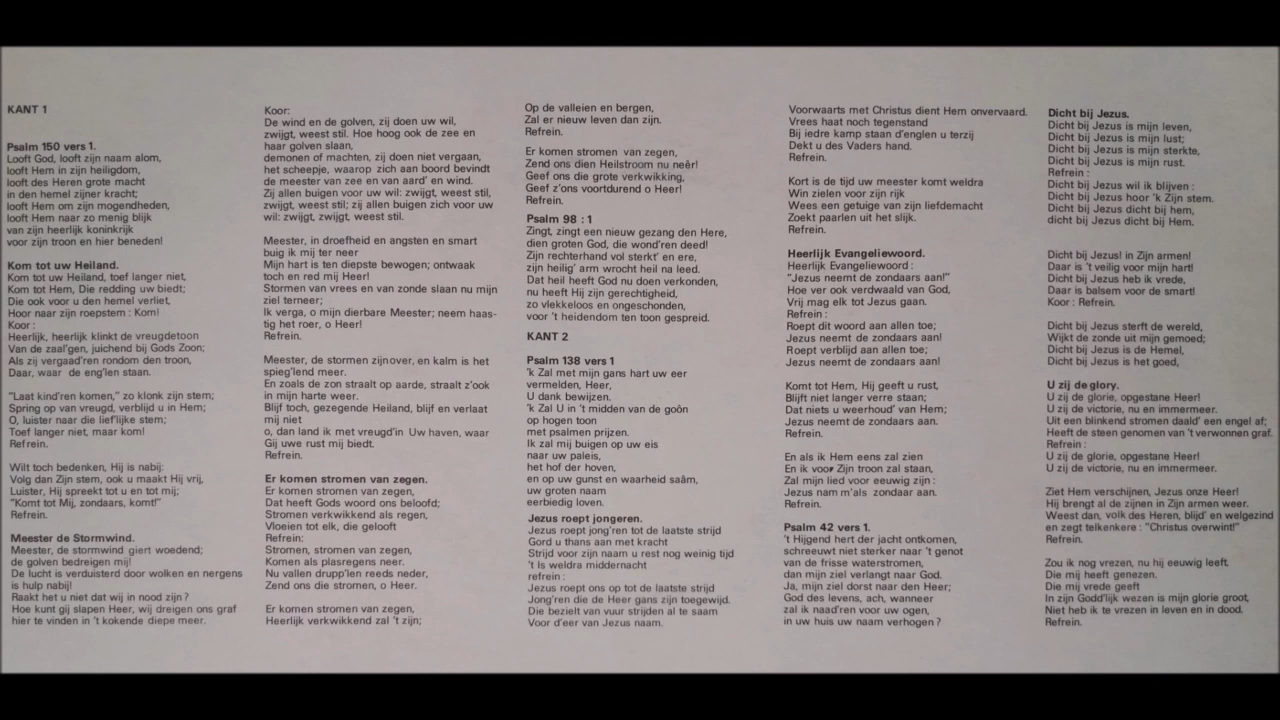 KANT 1
Psalm 150 vers 1.
Looft God, looft zijn naam alom,
looft Hem in zijn heiligdom,
looft des Heren grote macht
in den hemel zijner kracht;
looft Hem om zijn mogendheden,
looft Hem naar zo menig blijk
van zijn heerlijk koninkrijk
voor zijn troon en hier beneden!
Kom tot uw Heiland.
Kom tot uw Heiland, toef langer niet,
Kom tot Hem, Die redding uw biedt;
Die ook voor u den hemel verliet,
Hoor naar zijn roepstem : Kom!
Koor :
Heerlijk, heerlijk klinkt de vreugdetoon
Van de zaal'gen, juichend bij Gods Zoon;
Als zij vergaad'ren rondom den troon,
Daar, waar de eng'len staan.
"Laat kind'ren komen," zo klonk zijn stem;
Spring op van vreugd, verblijd u in Hem;
O, luister naar die lief'lijke stem;
Toef langer niet, maar kom!
Refrein.
Wilt toch bedenken, Hij is nabij:
Volg dan Zijn stem, ook u maakt Hij vrij,
Luister, Hij spreekt tot u en tot mij;
"Komt tot Mij, zondaars, komt!"
Refrein.
Meester de Stormwind.
Meester, de stormwind giert woedend;
de golven bedreigen mij!
De lucht is verduisterd door wolken en nergens
is hulp nabij!
Raakt het u niet dat wij in nood zijn ?
Hoe kunt gij slapen Heer, wij dreigen ons graf
hier te vinden in 't kokende diepe meer.
Koor:
De wind en de golven, zij doen uw wil,
zwijgt, weest stil. Hoe hoog ook de zee en
haar golven slaan,
demonen of machten, zij doen niet vergaan,
het scheepje, waarop zich aan boord bevindt
de meester van zee en van aard' en wind.
Zij allen buigen voor uw wil: zwijgt, weest stil,
zwijgt, weest stil; zij allen buigen zich voor uw
wil: zwijgt, zwijgt, weest stil.
Meester, in droefheid en angsten en smart
buig ik mij ter neer
Mijn hart is ten diepste bewogen; ontwaak
toch en red mij Heer!
Stormen van vrees en van zonde slaan nu mijn
ziel terneer;
Ik verga, o mijn dierbare Meester; neem haas-
tig het roer, o Heer!
Refrein.
Meester, de stormen zijnover, en kalm is het
spieg'lend meer.
En zoals de zon straalt op aarde, straalt z'ook
in mijn harte weer.
Blijf toch, gezegende Heiland, blijf en verlaat
mij niet
o, dan land ik met vreugd'in Uw haven, waar
Gij uwe rust mij biedt.
Refrein.
Er komen stromen van zegen.
Er komen stromen van zegen,
Dat heeft Gods woord ons beloofd;
Stromen verkwikkend als regen,
Vloeien tot elk, die gelooft
Refrein:
Stromen, stromen van zegen,
Komen als plasregens neer.
Nu vallen drupp'len reeds neder,
Zend ons die stromen, o Heer.
Er komen stromen van zegen,
Heerlijk verkwikkend zal 't zijn;
Op de valleien en bergen,
Zal er nieuw leven dan zijn.
Refrein.
Er komen stromen van zegen,
Zend ons dien Heilstroom nu neêr!
Geef ons die grote verkwikking,
Geef z'ons voortdurend o Heer!
Refrein.
Psalm 98 : 1
Zingt, zingt een nieuw gezang den Here,
dien groten God, die wond'ren deed!
Zijn rechterhand vol sterkt' en ere,
zijn heilig' arm wrocht heil na leed.
Dat heil heeft God nu doen verkonden,
nu heeft Hij zijn gerechtigheid,
zo vlekkeloos en ongeschonden,
voor 't heidendom ten toon gespreid.
KANT 2
Psalm 138 vers 1
'k Zal met mijn gans hart uw eer
vermelden, Heer,
U dank bewijzen.
'k Zal U in 't midden van de goôn
op hogen toon
met psalmen prijzen.
Ik zal mij buigen op uw eis
naar uw paleis,
het hof der hoven,
en op uw gunst en waarheid saâm,
uw groten naam
eerbiedig loven.
Jezus roept jongeren.
Jezus roept jong'ren tot de laatste strijd
Gord u thans aan met kracht
Strijd voor zijn naam u rest nog weinig tijd
't Is weldra middernacht
refrein :
Jezus roept ons op tot de laatste strijd
Jong'ren die de Heer gans zijn toegewijd.
Die bezielt van vuur strijden al te saam
Voor d'eer van Jezus naam.
Voorwaarts met Christus dient Hem onvervaard.
Vrees haat noch tegenstand
Bij iedre kamp staan d'englen u terzij
Dekt u des Vaders hand.
Refrein.
Kort is de tijd uw meester komt weldra
Win zielen voor zijn rijk
Wees een getuige van zijn liefdemacht
Zoekt paarlen uit het slijk.
Refrein.
Heerlijk Evangeliewoord.
Heerlijk Evangeliewoord :
"Jezus neemt de zondaars aan!"
Hoe ver ook verdwaald van God,
Vrij mag elk tot Jezus gaan.
Refrein :
Roept dit woord aan allen toe;
Jezus neemt de zondaars aan!
Roept verblijd aan allen toe;
Jezus neemt de zondaars aan!
Komt tot Hem, Hij geeft u rust,
Blijft niet langer verre staan;
Dat niets u weerhoud' van Hem;
Jezus neemt de zondaars aan.
Refrein.
En als ik hem eens zal zien
En ik voor Zijn troon zal staan,
Zal mijn lied voor eeuwig zijn :
Jezus nam m'als zondaar aan.
Refrein.
Psalm 42 vers 1.
't Hijgend hert der jacht ontkomen,
schreeuwt niet sterker naar 't genot
van de frisse waterstromen,
dan mijn ziel verlangt naar God.
Ja, mijn ziel dorst naar den Heer;
God des levens, ach, wanneer
zal ik naad'ren voor uw ogen,
in uw huis uw naam verhogen ?
Dicht bij Jezus.
Dicht bij Jezus is mijn leven,
Dicht bij Jezus is mijn lust;
Dicht bij Jezus is mijn sterkte,
Dicht bij Jezus is mijn rust.
Refrein :
Dicht bij Jezus wil ik blijven :
Dicht bij Jezus hoor 'k Zijn stem.
Dicht bij Jezus dicht bij hem,
dicht bij Jezus dicht bij Hem.
Dicht bij Jezus! in Zijn armen!
Daar is 't veilig voor mijn hart!
Dicht bij Jezus heb ik vrede,
Daar is balsem voor de smart!
Koor : Refrein.
Dicht bij Jezus sterft de wereld,
Wijkt de zonde uit mijn gemoed;
Dicht bij Jezus is de Hemel,
Dicht bij Jezus is het goed,
U zij de glory.
U zij de glorie, opgestane Heer!
U zij de victorie, nu en immermeer.
Uit een blinkend stromen daald' een engel af;
Heeft de steen genomen van 't verwonnen graf.
Refrein :
U zij de glorie, opgestane Heer!
U zij de victorie, nu en immermeer.
Ziet Hem verschijnen, Jezus onze Heer!
Hij brengt al de zijnen in Zijn armen weer.
Weest dan, volk des Heren, blijd' en welgezind
en zegt telkenkere : "Christus overwint!"
Refrein.
Zou ik nog vrezen, nu hij eeuwig leeft.
Die mij heeft genezen.
Die mij vrede geeft
In zijn Godd'lijk wezen is mijn glorie groot,
Niet heb ik te vrezen in leven en in dood.
Refrein.